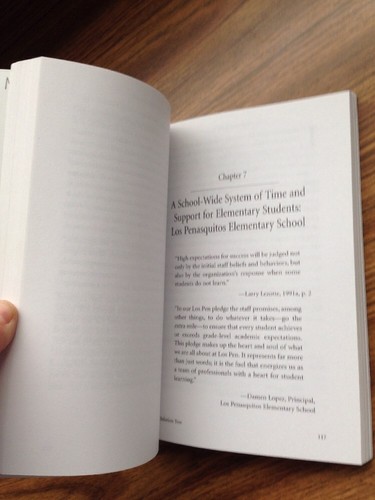 Chapter 7
A School-Wide System of Time and
Support for Elementary Students:
Los Penasquitos Elementary School
"High expectations for success will be judged not
only by the initial staff beliefs and behaviors, but
also by the organization's response when some
students do not learn."
—Larry Lezotte, 1991a, p. 2
"In our Los Pen pledge the staff promises, among
other things, to do whatever it takes—go the
extra mile—to ensure that every student achieves
or exceeds grade-level academic expectations.
This pledge makes up the heart and soul of what
we are all about at Los Pen. It represents far more
than just words; it is the fuel that energizes us as
a team of professionals with a heart for student
learning."
—Damen Lopez, Principal,
Los Penasquitos Elementary School
117